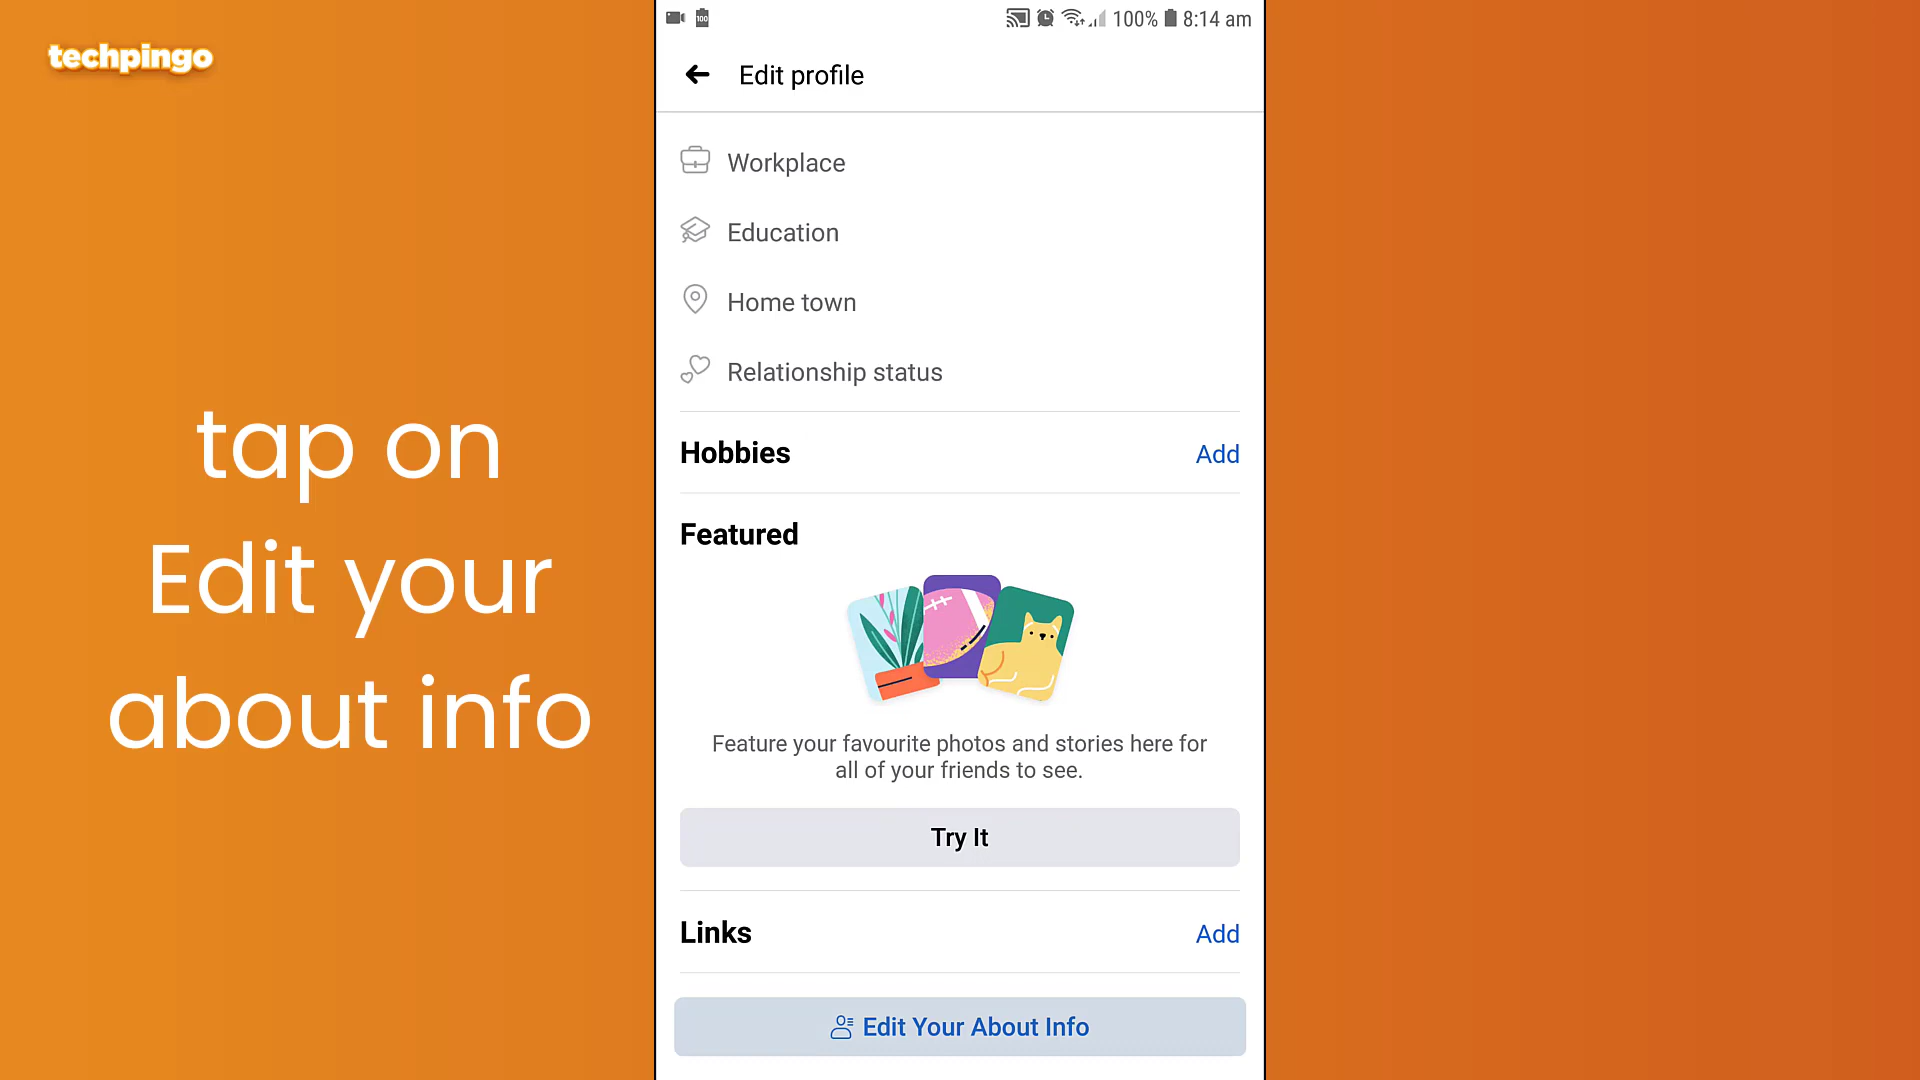 techpingo
tap on
Edit your
about info
100
100%
8:14 am
Edit profile
Workplace
Education
Home town
Relationship status
Hobbies
Add
Featured
Feature your favourite photos and stories here for
all of your friends to see.
Try It
Links
Add
Edit Your About Info